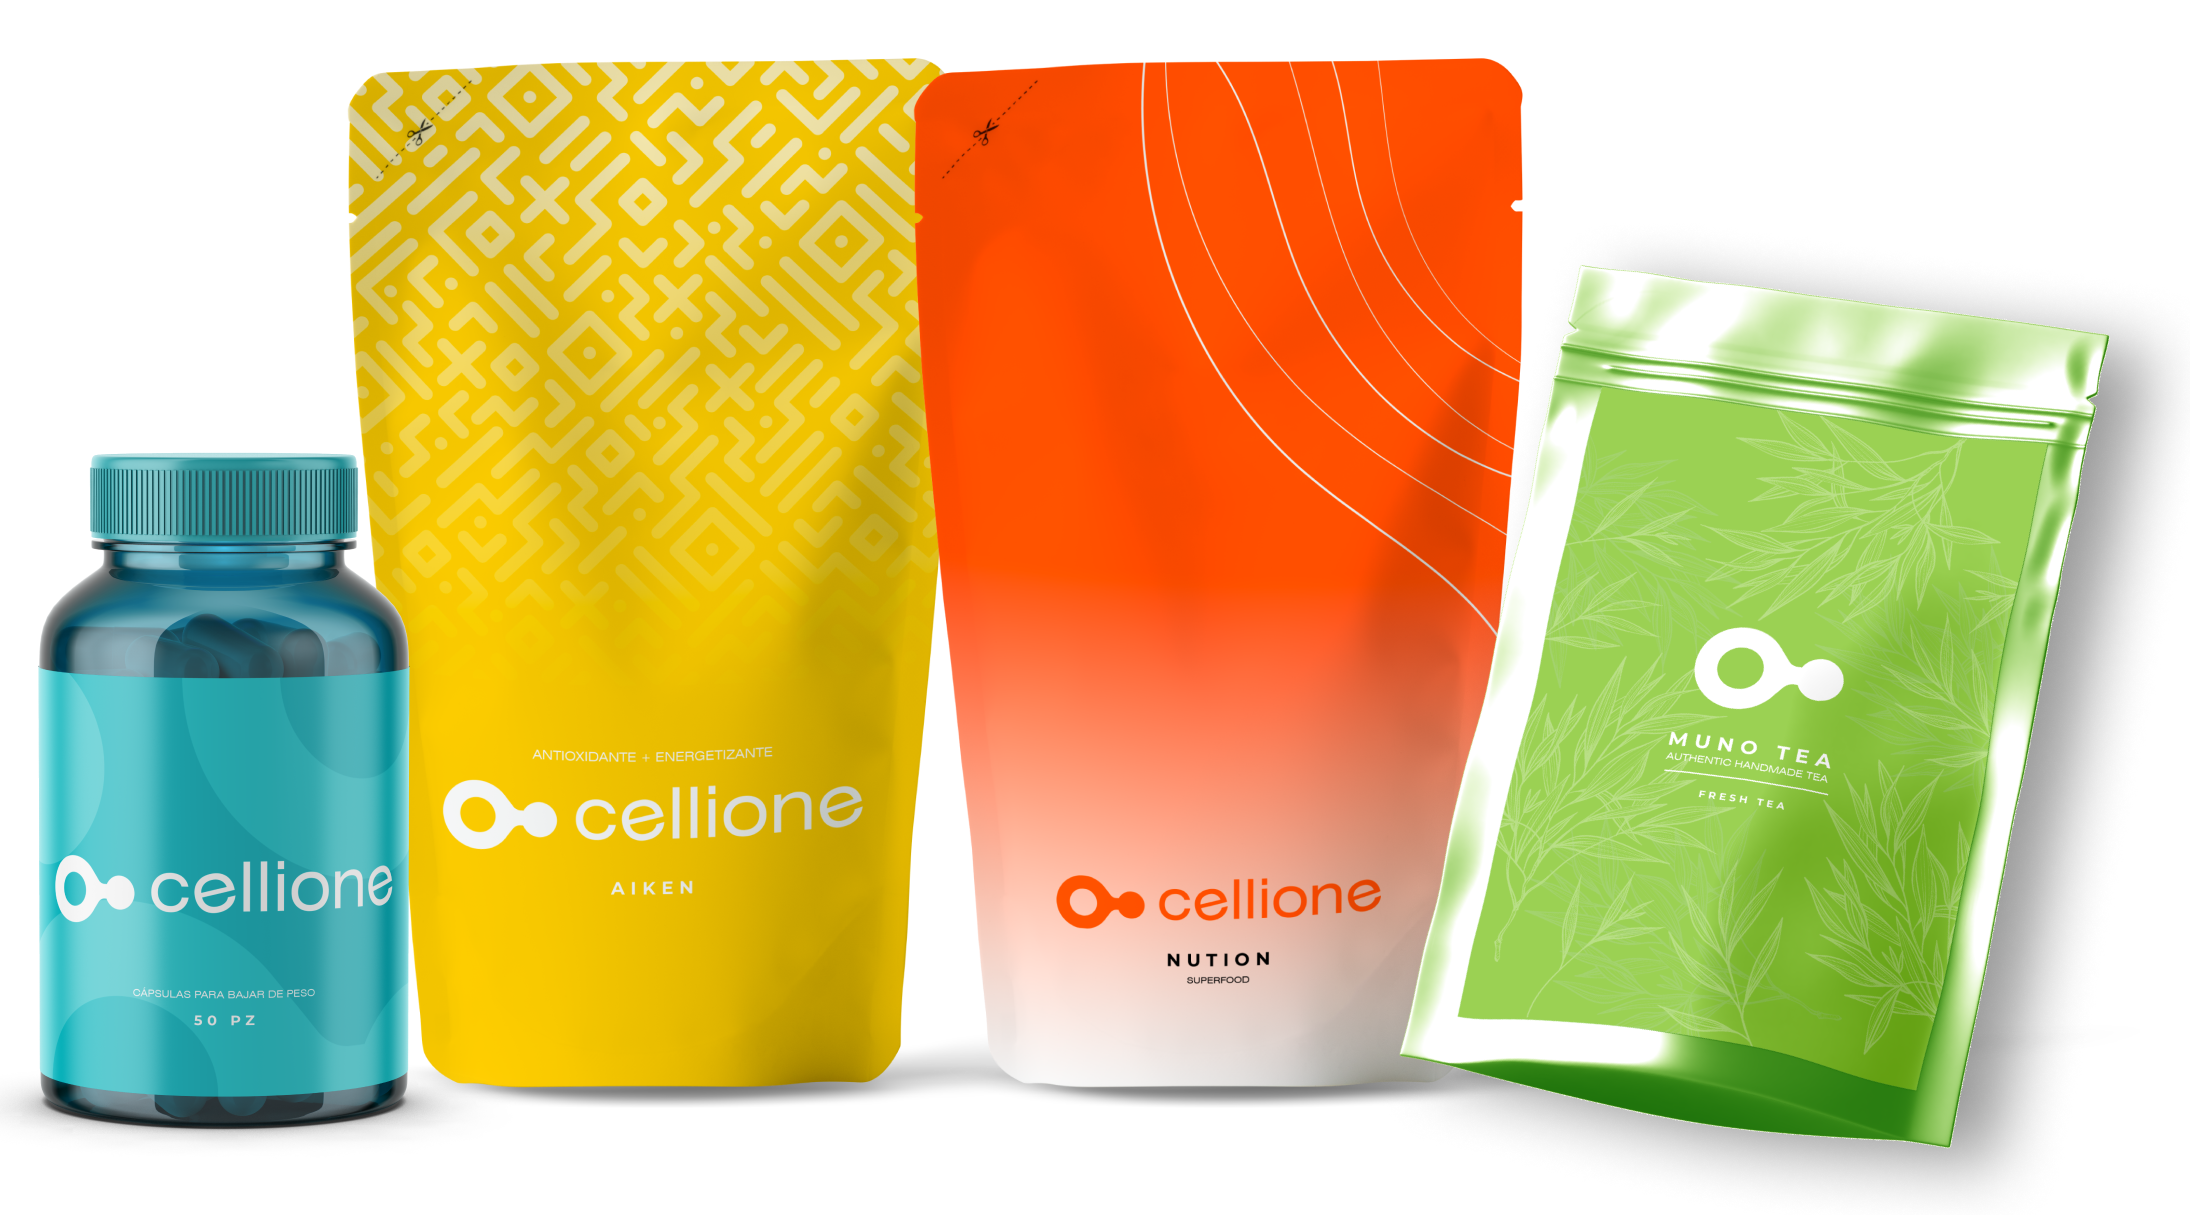 cellione
CÁPSULAS PARA BAJAR DE PESO
50 PZ
ANTIOXIDANTE + ENERGETIZANTE
cellione
AIKEN
cellione
NUTION
SUPERFOOD
MUNO TEA
AUTHENTIC HANDMADE TEA
FRESH TEA